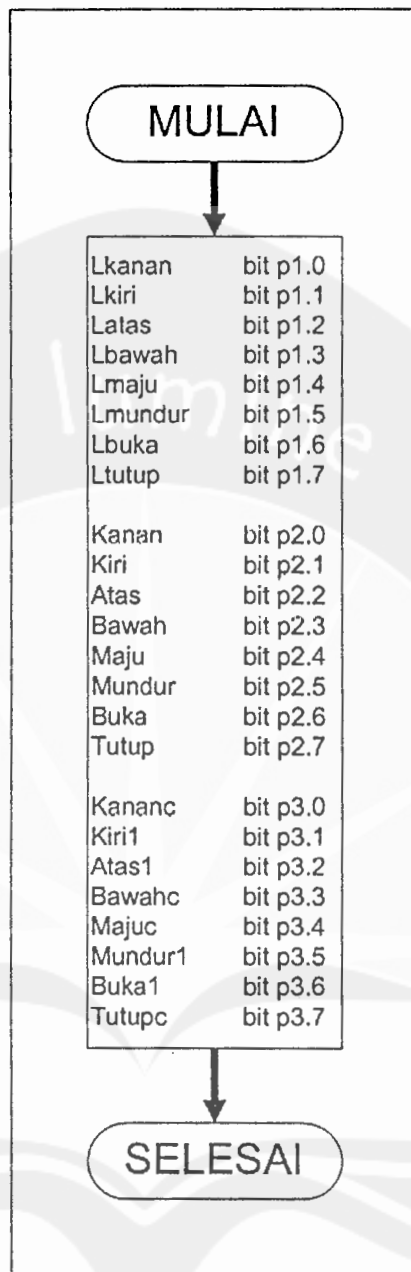 MULAI
Lkanan bit p1.0
Lkiri bit p1.1
Latas bit p1.2
Lbawah bit p1.3
Lmaju bit p1.4
Lmundur bit p1.5
Lbuka bit p1.6
Ltutup bit p1.7
Kanan bit p2.0
Kiri bit p2.1
Atas bit p2.2
Bawah bit p2.3
Maju bit p2.4
Mundur bit p2.5
Buka bit p2.6
Tutup bit p2.7
Kananc bit p3.0
Kiri1 bit p3.1
Atas1 bit p3.2
Bawahc bit p3.3
Majuc bit p3.4
Mundur1 bit p3.5
Buka1 bit p3.6
Tutupc bit p3.7
SELESAI
lumine